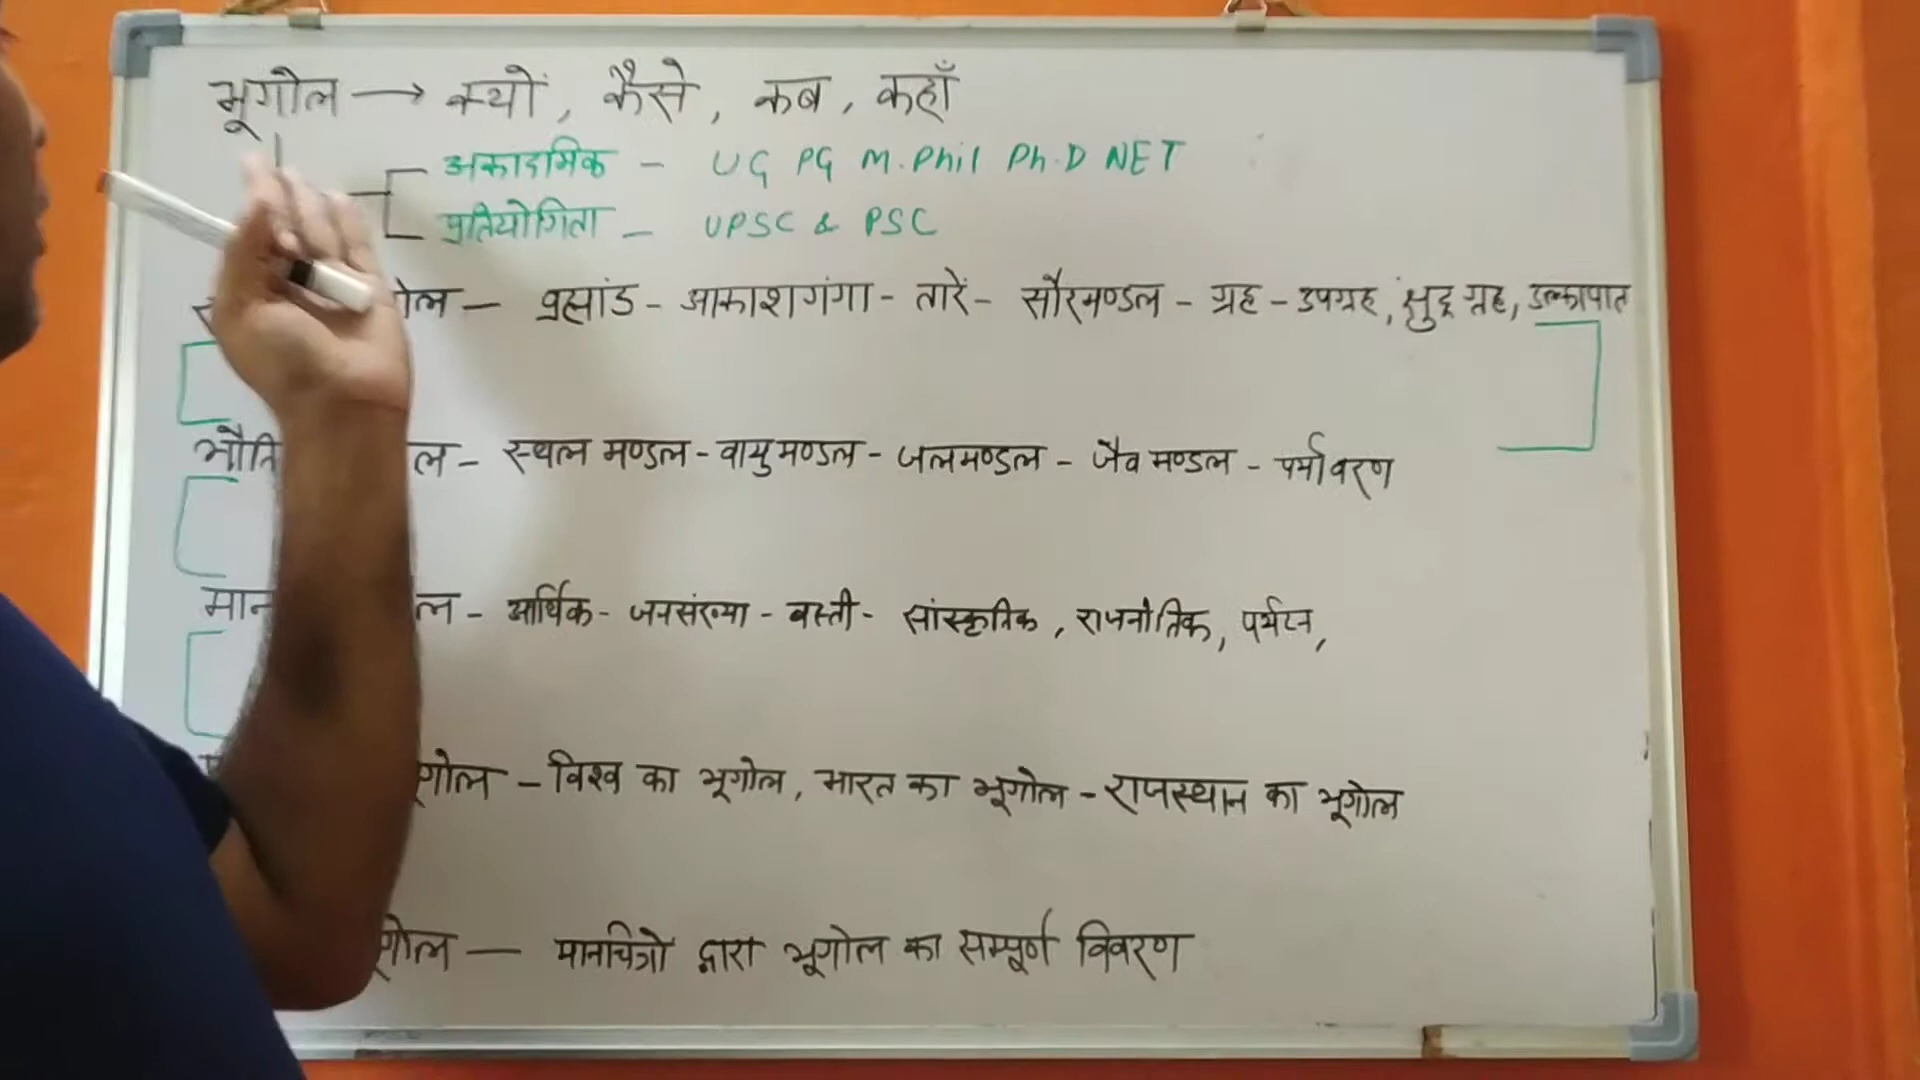 भूगोल → क्यों, कैसे, कब, कहाँ
अकादमिक - UG PG M.Phil Ph.D NET
प्रतियोगिता - UPSC & PSC
गोल - ब्रह्मांड - आकाशगंगा - तारें - सौरमण्डल - ग्रह - उपग्रह, क्षुद्र ग्रह, उल्कापात
भौति ल - स्थल मण्डल - वायुमण्डल - जलमण्डल - जैव मण्डल - पर्यावरण
मान ल - आर्थिक - जनसंख्या - बस्ती - सांस्कृतिक, राजनीतिक, पर्यटन,
गोल - विश्व का भूगोल, भारत का भूगोल - राजस्थान का भूगोल
गोल — मानचित्रो द्वारा भूगोल का सम्पूर्ण विवरण